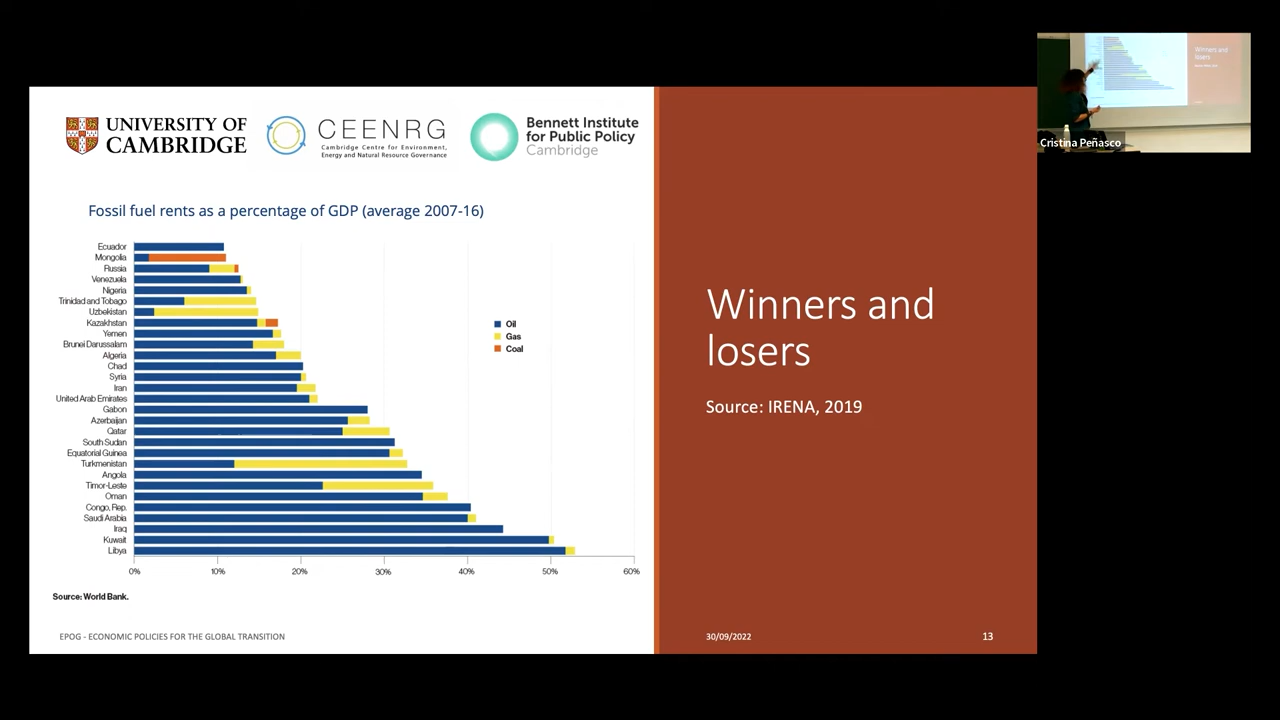 UNIVERSITY OF
CAMBRIDGE
CEENRG
Cambridge Centre for Environment,
Energy and Natural Resource Governance
Bennett Institute
for Public Policy
Cambridge
Fossil fuel rents as a percentage of GDP (average 2007-16)
Ecuador
Mongolia
Russia
Venezuela
Nigeria
Trinidad and Tobago
Uzbekistan
Kazakhstan
Yemen
Brunei Darussalam
Algeria
Chad
Syria
Iran
United Arab Emirates
Gabon
Azerbaijan
Qatar
South Sudan
Equatorial Guinea
Turkmenistan
Angola
Timor-Leste
Oman
Congo, Rep.
Saudi Arabia
Iraq
Kuwait
Libya
Oil
Gas
Coal
0% 10% 20% 30% 40% 50% 60%
Source: World Bank.
EPOG - ECONOMIC POLICIES FOR THE GLOBAL TRANSITION
Winners and
losers
Source: IRENA, 2019
30/09/2022 13
Winners and
losers
Cristina Peñasco